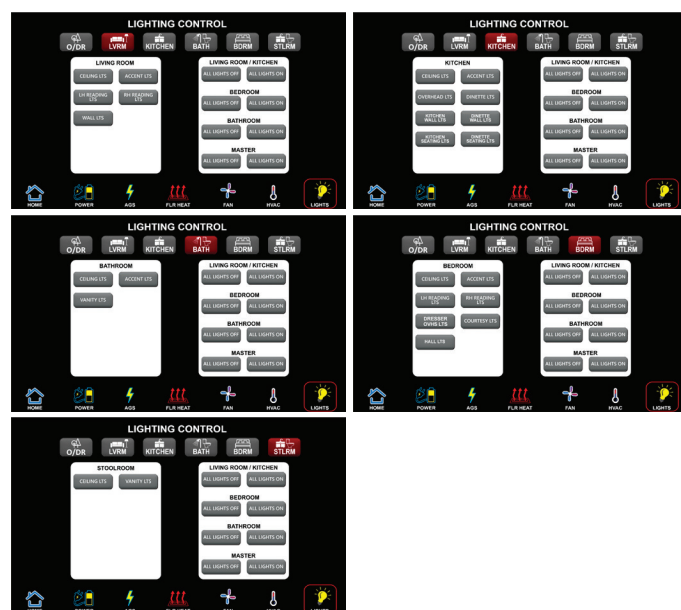 LIGHTING CONTROL
O/DR LVRM KITCHEN BATH BDRM STLRM
LIVING ROOM
CEILING LTS ACCENT LTS
LH READING LTS RH READING LTS
WALL LTS
LIVING ROOM / KITCHEN
ALL LIGHTS OFF ALL LIGHTS ON
BEDROOM
ALL LIGHTS OFF ALL LIGHTS ON
BATHROOM
ALL LIGHTS OFF ALL LIGHTS ON
MASTER
ALL LIGHTS OFF ALL LIGHTS ON
HOME POWER AGS FLR HEAT FAN HVAC LIGHTS
LIGHTING CONTROL
O/DR LVRM KITCHEN BATH BDRM STLRM
KITCHEN
CEILING LTS ACCENT LTS
OVERHEAD LTS DINETTE LTS
KITCHEN WALL LTS DINETTE WALL LTS
KITCHEN SEATING LTS DINETTE SEATING LTS
LIVING ROOM / KITCHEN
ALL LIGHTS OFF ALL LIGHTS ON
BEDROOM
ALL LIGHTS OFF ALL LIGHTS ON
BATHROOM
ALL LIGHTS OFF ALL LIGHTS ON
MASTER
ALL LIGHTS OFF ALL LIGHTS ON
HOME POWER AGS FLR HEAT FAN HVAC LIGHTS
LIGHTING CONTROL
O/DR LVRM KITCHEN BATH BDRM STLRM
BATHROOM
CEILING LTS ACCENT LTS
VANITY LTS
LIVING ROOM / KITCHEN
ALL LIGHTS OFF ALL LIGHTS ON
BEDROOM
ALL LIGHTS OFF ALL LIGHTS ON
BATHROOM
ALL LIGHTS OFF ALL LIGHTS ON
MASTER
ALL LIGHTS OFF ALL LIGHTS ON
HOME POWER AGS FLR HEAT FAN HVAC LIGHTS
LIGHTING CONTROL
O/DR LVRM KITCHEN BATH BDRM STLRM
BEDROOM
CEILING LTS ACCENT LTS
LH READING LTS RH READING LTS
DRESSER OVHS LTS COURTESY LTS
HALL LTS
LIVING ROOM / KITCHEN
ALL LIGHTS OFF ALL LIGHTS ON
BEDROOM
ALL LIGHTS OFF ALL LIGHTS ON
BATHROOM
ALL LIGHTS OFF ALL LIGHTS ON
MASTER
ALL LIGHTS OFF ALL LIGHTS ON
HOME POWER AGS FLR HEAT FAN HVAC LIGHTS
LIGHTING CONTROL
O/DR LVRM KITCHEN BATH BDRM STLRM
STOOLROOM
CEILING LTS VANITY LTS
LIVING ROOM / KITCHEN
ALL LIGHTS OFF ALL LIGHTS ON
BEDROOM
ALL LIGHTS OFF ALL LIGHTS ON
BATHROOM
ALL LIGHTS OFF ALL LIGHTS ON
MASTER
ALL LIGHTS OFF ALL LIGHTS ON
HOME POWER AGS FLR HEAT FAN HVAC LIGHTS